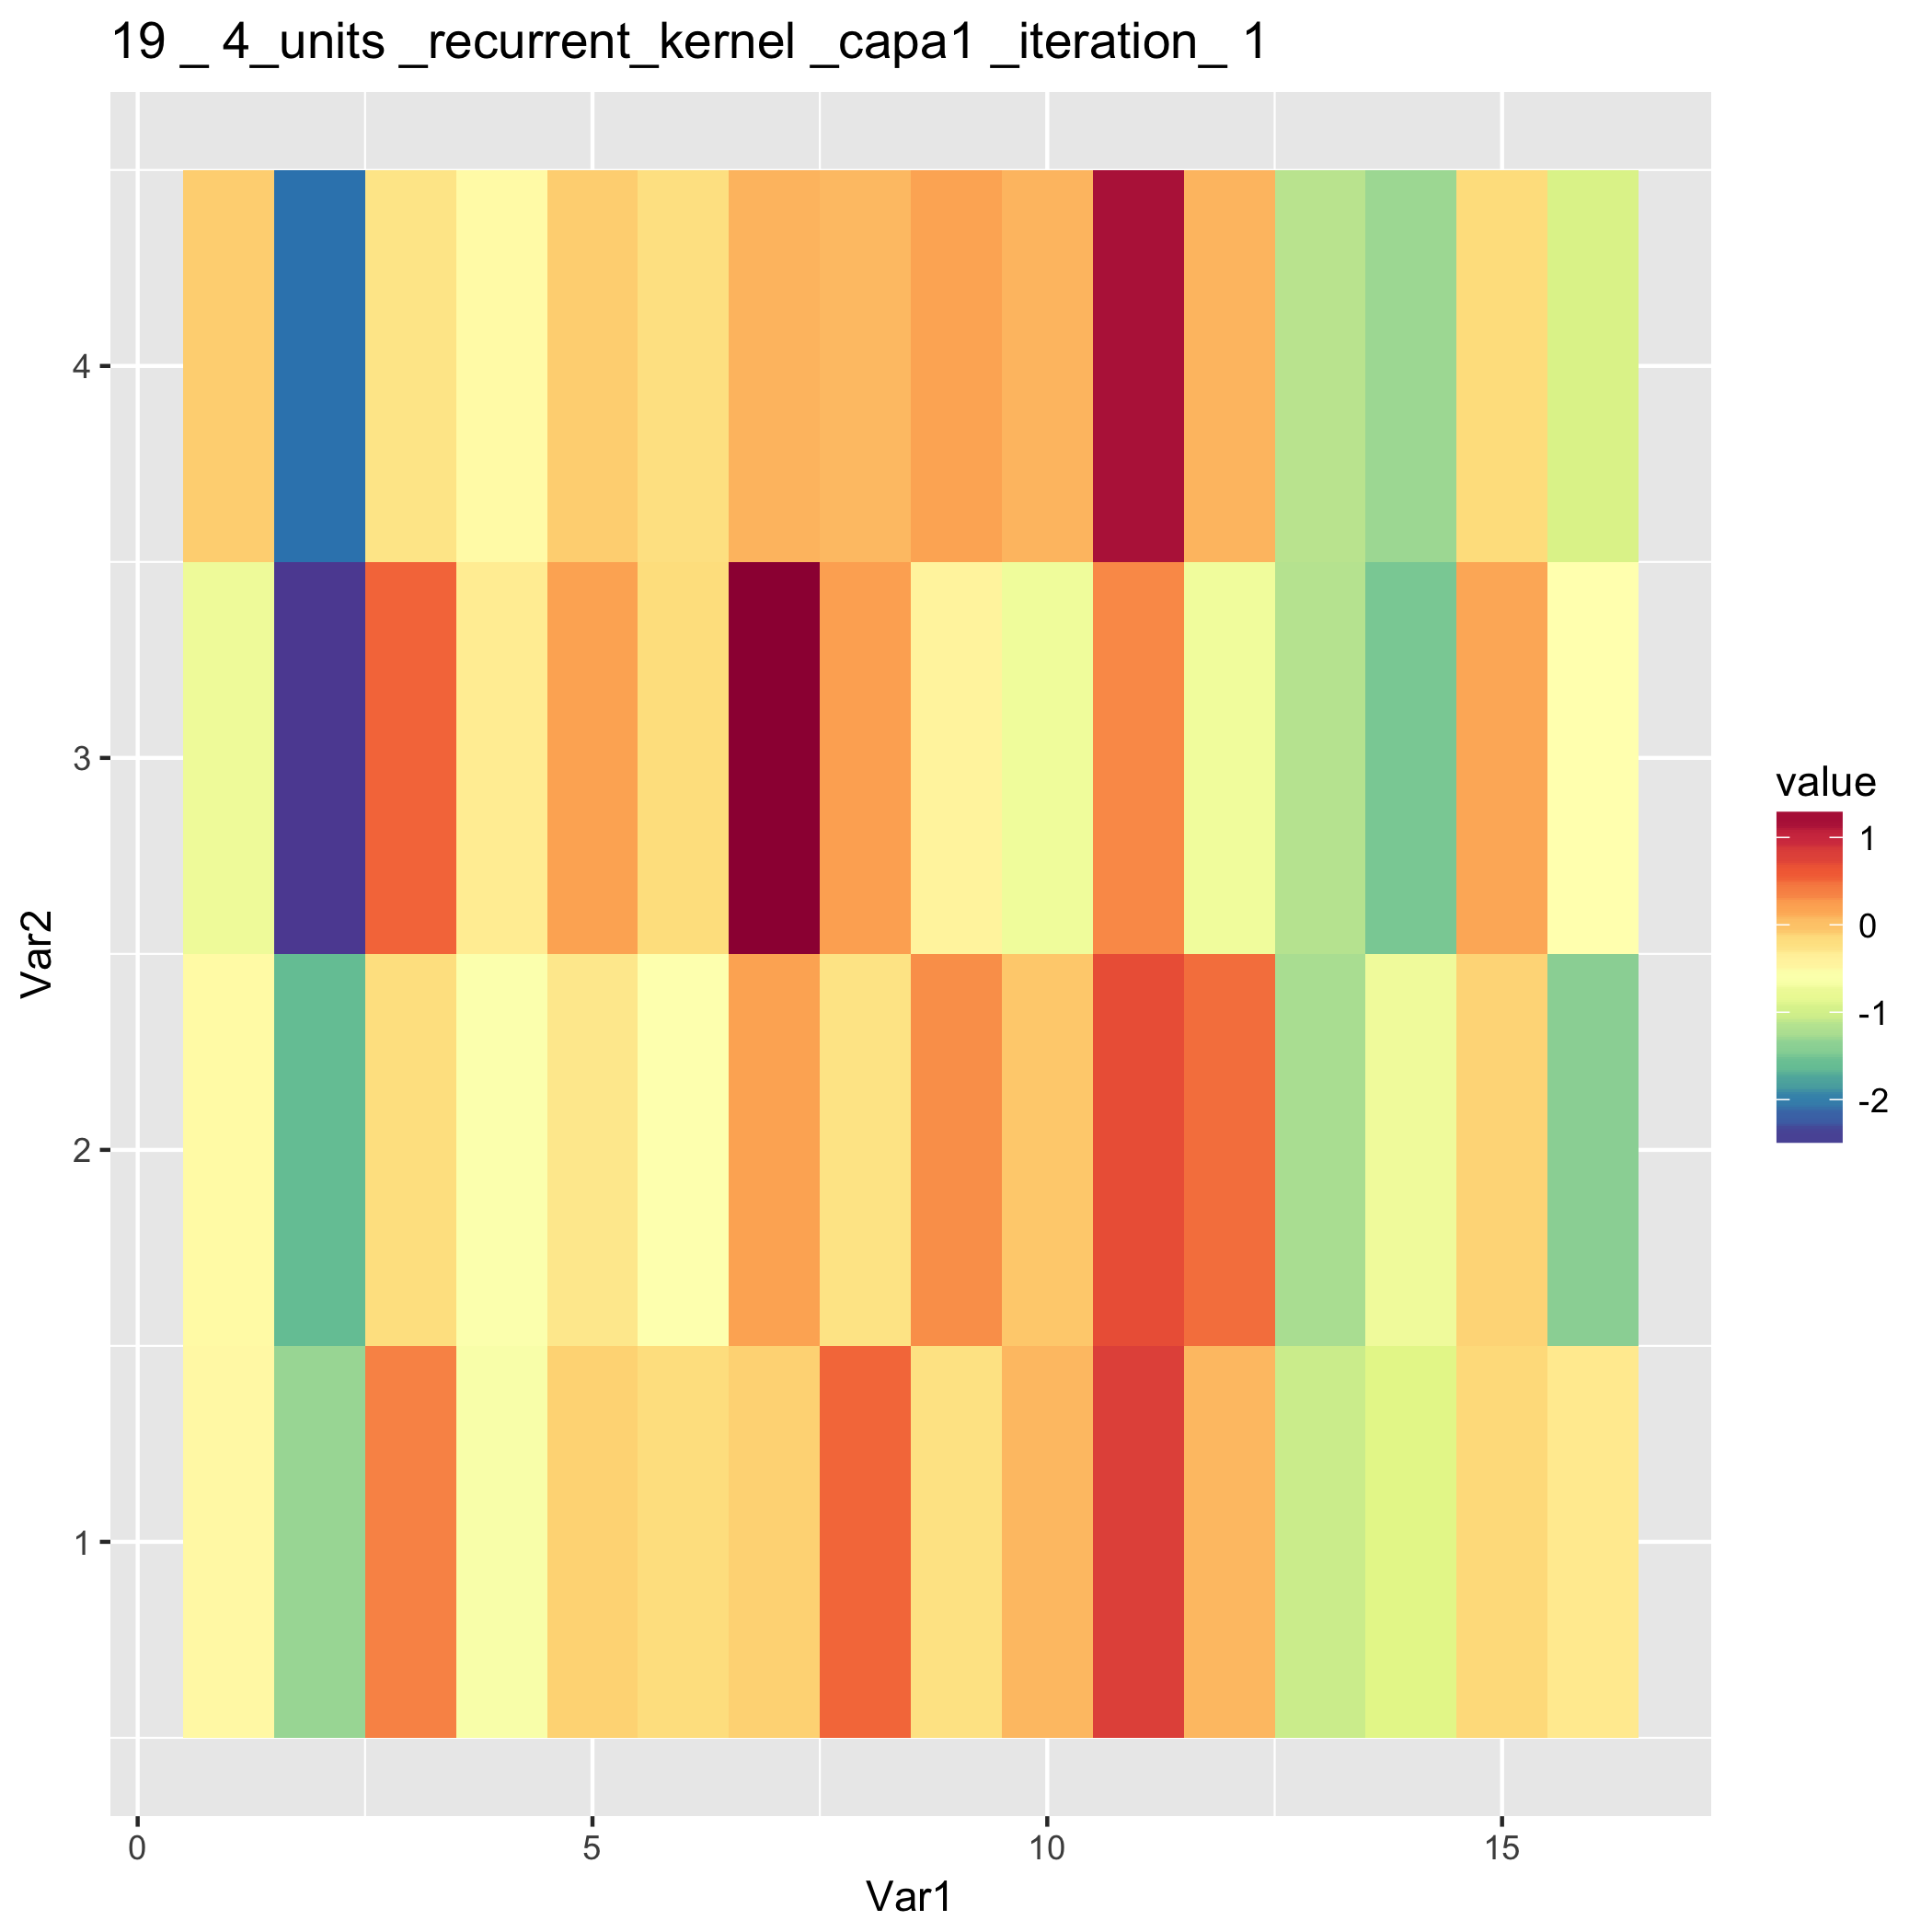 19 _ 4_units _recurrent_kernel _capa1 _iteration_ 1
4
3
2
1
Var2
0 5 10 15
Var1
value
1
0
-1
-2